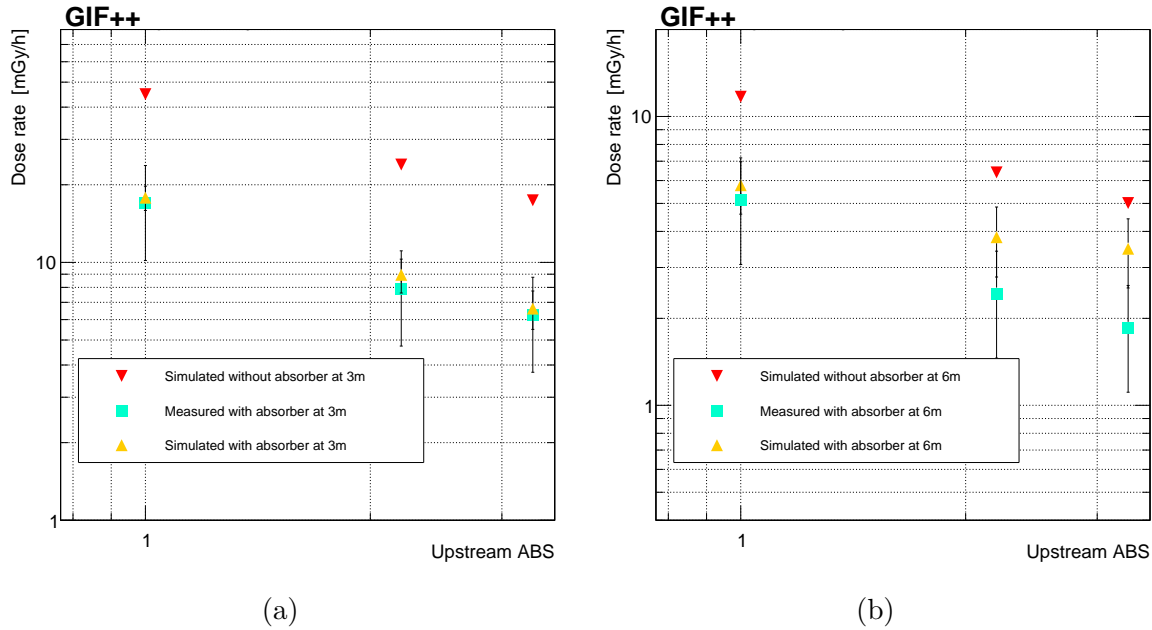 GIF++
Dose rate [mGy/h]
10
1
Simulated without absorber at 3m
Measured with absorber at 3m
Simulated with absorber at 3m
1
Upstream ABS
(a)
GIF++
Dose rate [mGy/h]
10
1
Simulated without absorber at 6m
Measured with absorber at 6m
Simulated with absorber at 6m
1
Upstream ABS
(b)